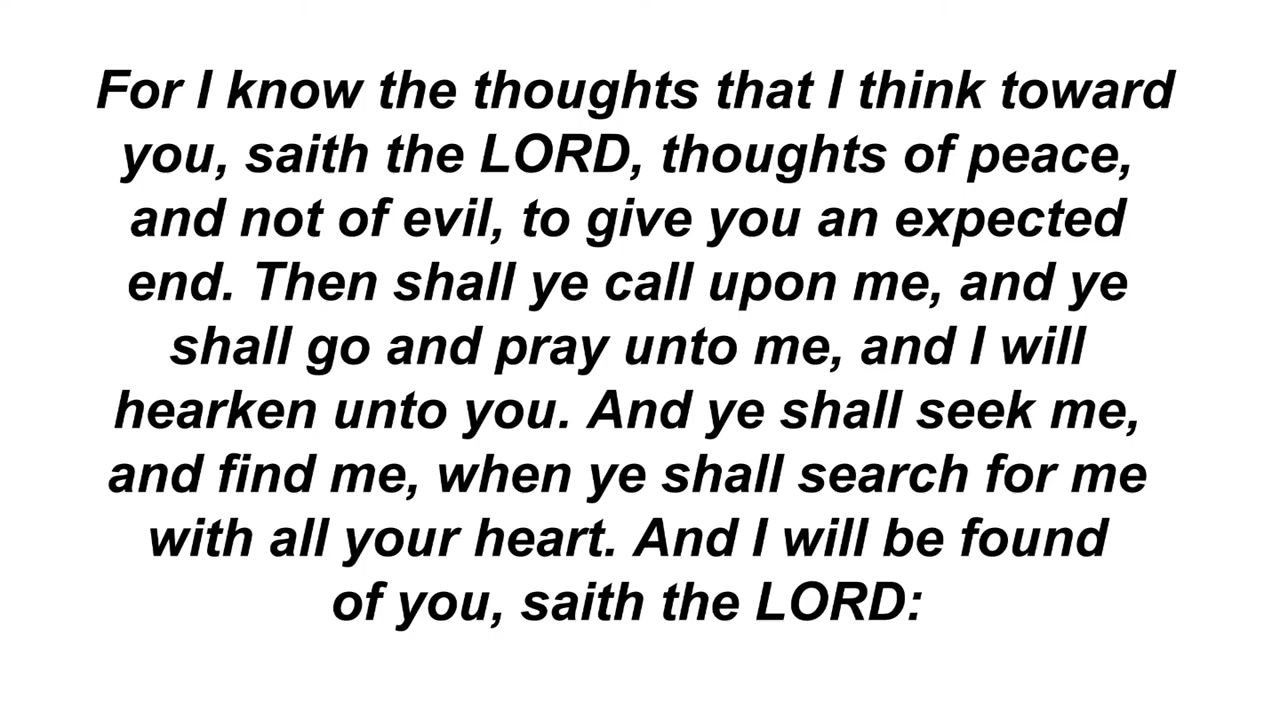 For I know the thoughts that I think toward
you, saith the LORD, thoughts of peace,
and not of evil, to give you an expected
end. Then shall ye call upon me, and ye
shall go and pray unto me, and I will
hearken unto you. And ye shall seek me,
and find me, when ye shall search for me
with all your heart. And I will be found
of you, saith the LORD: